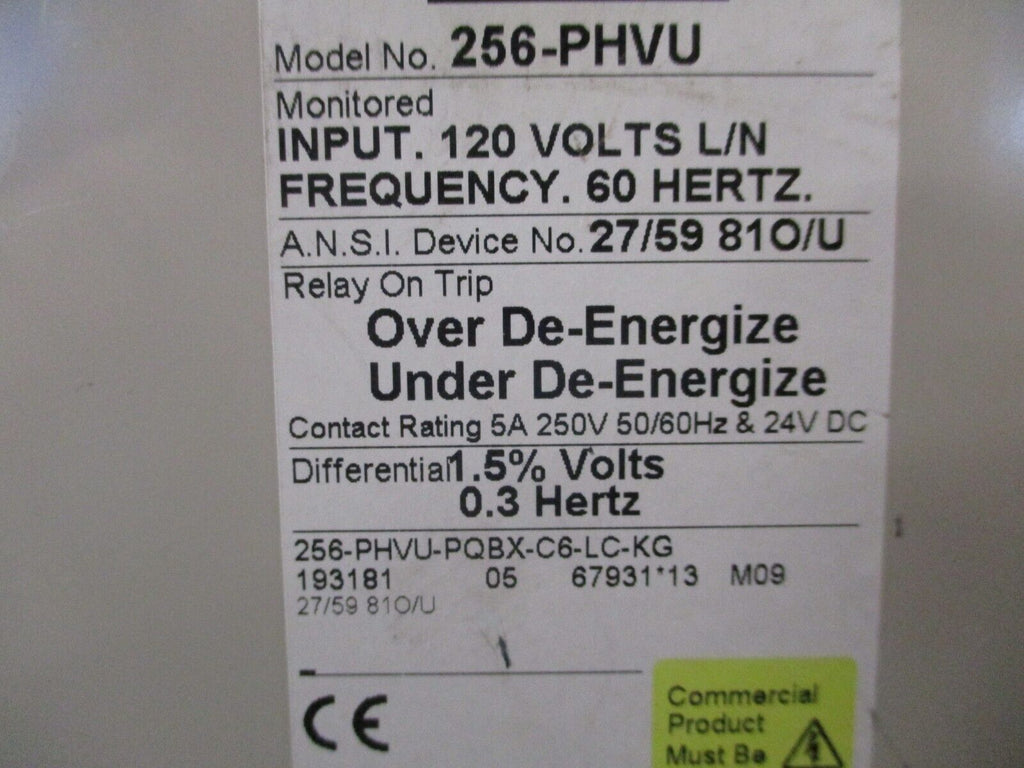 Model No. 256-PHVU
Monitored
INPUT. 120 VOLTS L/N
FREQUENCY. 60 HERTZ.
A.N.S.I. Device No. 27/59 81O/U
Relay On Trip
Over De-Energize
Under De-Energize
Contact Rating 5A 250V 50/60Hz & 24V DC
Differential 1.5% Volts
0.3 Hertz
256-PHVU-PQBX-C6-LC-KG
193181 05 67931*13 M09
27/59 81O/U
CE
Commercial
Product
Must Be